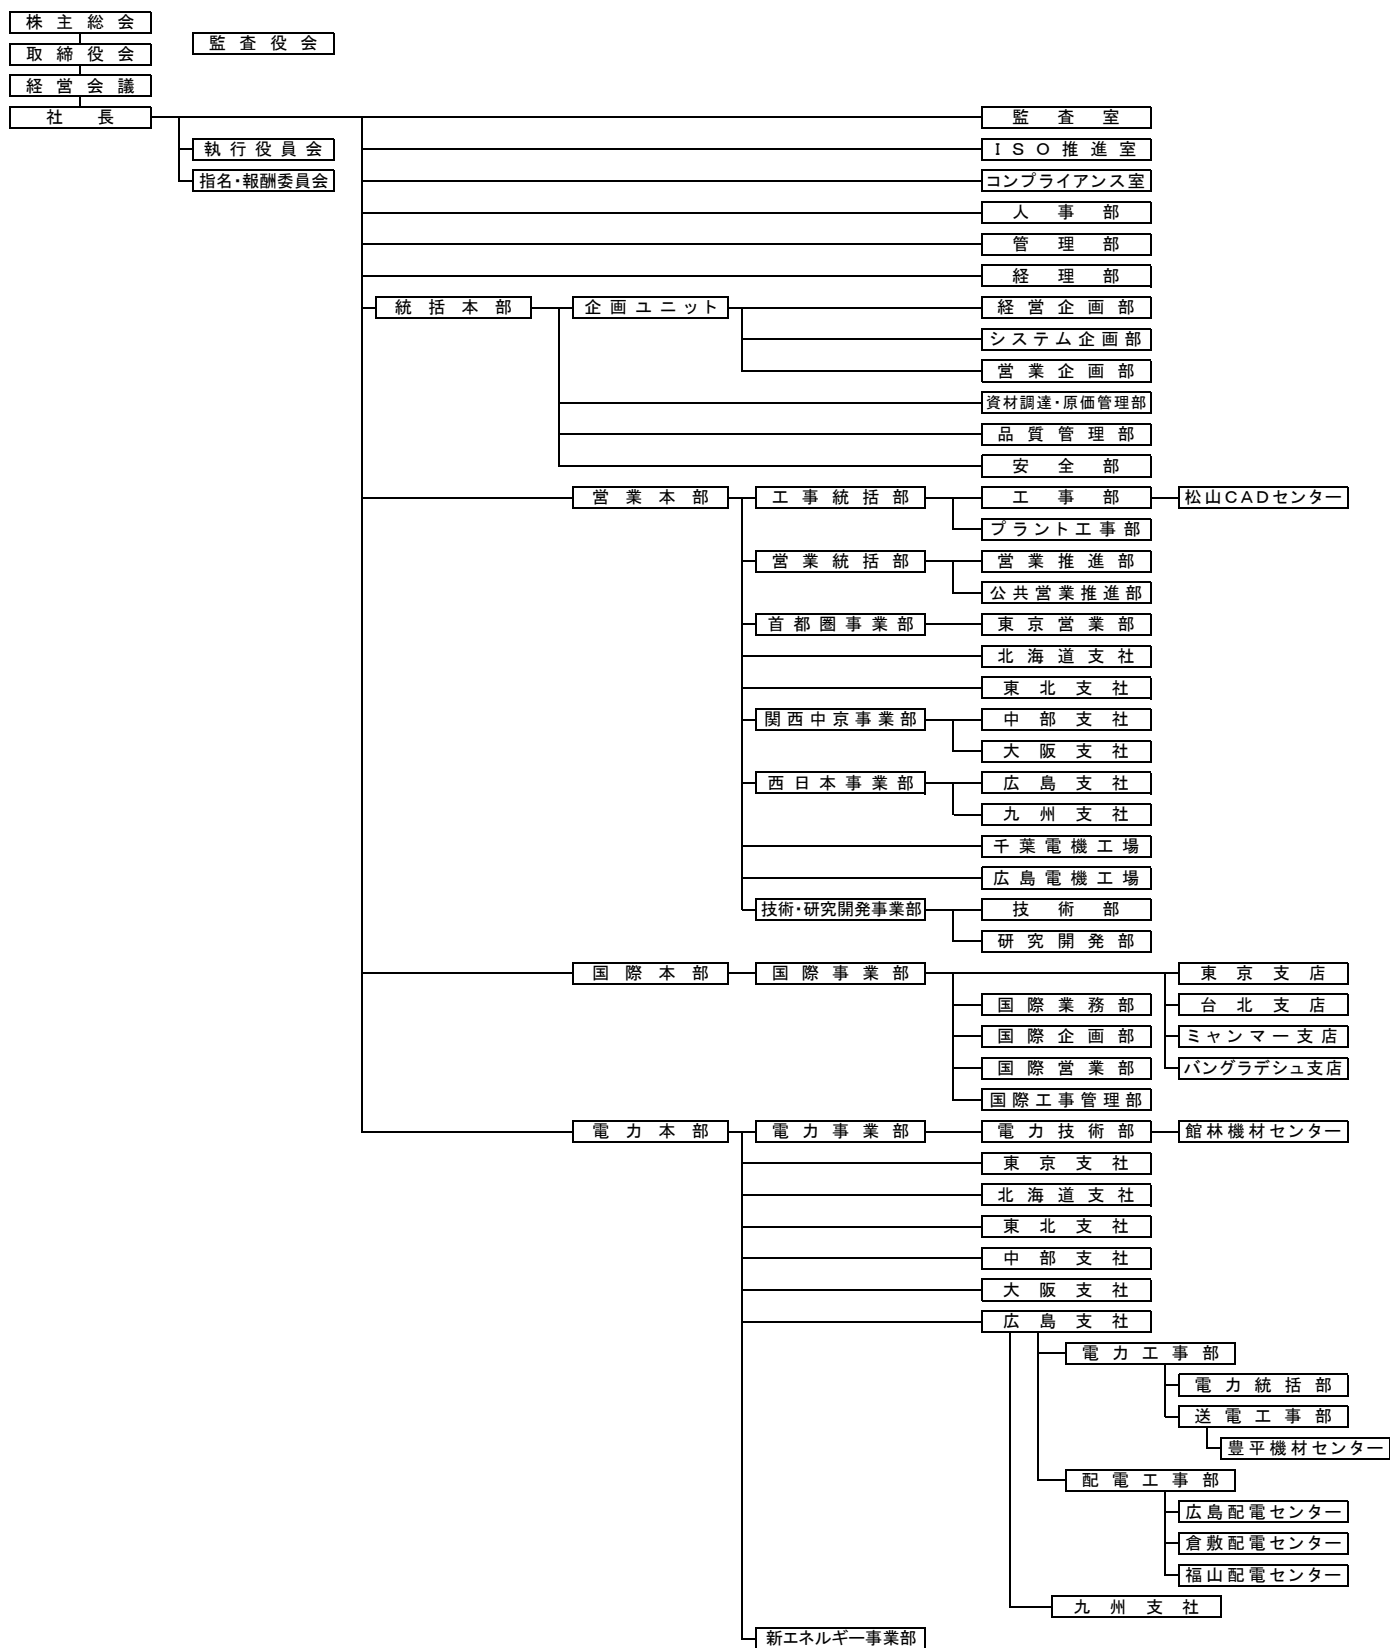 株主総会
監査役会
取締役会
経営会議
社長 監査室
執行役員会 ISO推進室
指名・報酬委員会 コンプライアンス室
人事部
管理部
経理部
統括本部 企画ユニット 経営企画部
システム企画部
営業企画部
資材調達・原価管理部
品質管理部
安全部
営業本部 工事統括部 工事部 松山CADセンター
プラント工事部
営業統括部 営業推進部
公共営業推進部
首都圏事業部 東京営業部
北海道支社
東北支社
関西中京事業部 中部支社
大阪支社
西日本事業部 広島支社
九州支社
千葉電機工場
広島電機工場
技術・研究開発事業部 技術部
研究開発部
国際本部 国際事業部 東京支店
国際業務部 台北支店
国際企画部 ミャンマー支店
国際営業部 バングラデシュ支店
国際工事管理部
電力本部 電力事業部 電力技術部 館林機材センター
東京支社
北海道支社
東北支社
中部支社
大阪支社
広島支社
電力工事部
電力統括部
送電工事部
豊平機材センター
配電工事部
広島配電センター
倉敷配電センター
福山配電センター
九州支社
新エネルギー事業部